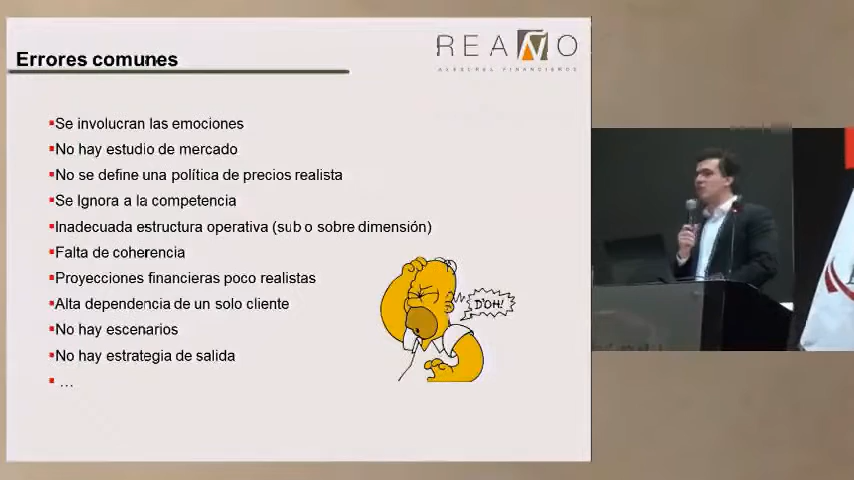 Errores comunes
REAÑO
ASESORES FINANCIEROS
Se involucran las emociones
No hay estudio de mercado
No se define una política de precios realista
Se Ignora a la competencia
Inadecuada estructura operativa (sub o sobre dimensión)
Falta de coherencia
Proyecciones financieras poco realistas
Alta dependencia de un solo cliente
No hay escenarios
No hay estrategia de salida
...
D'OH!